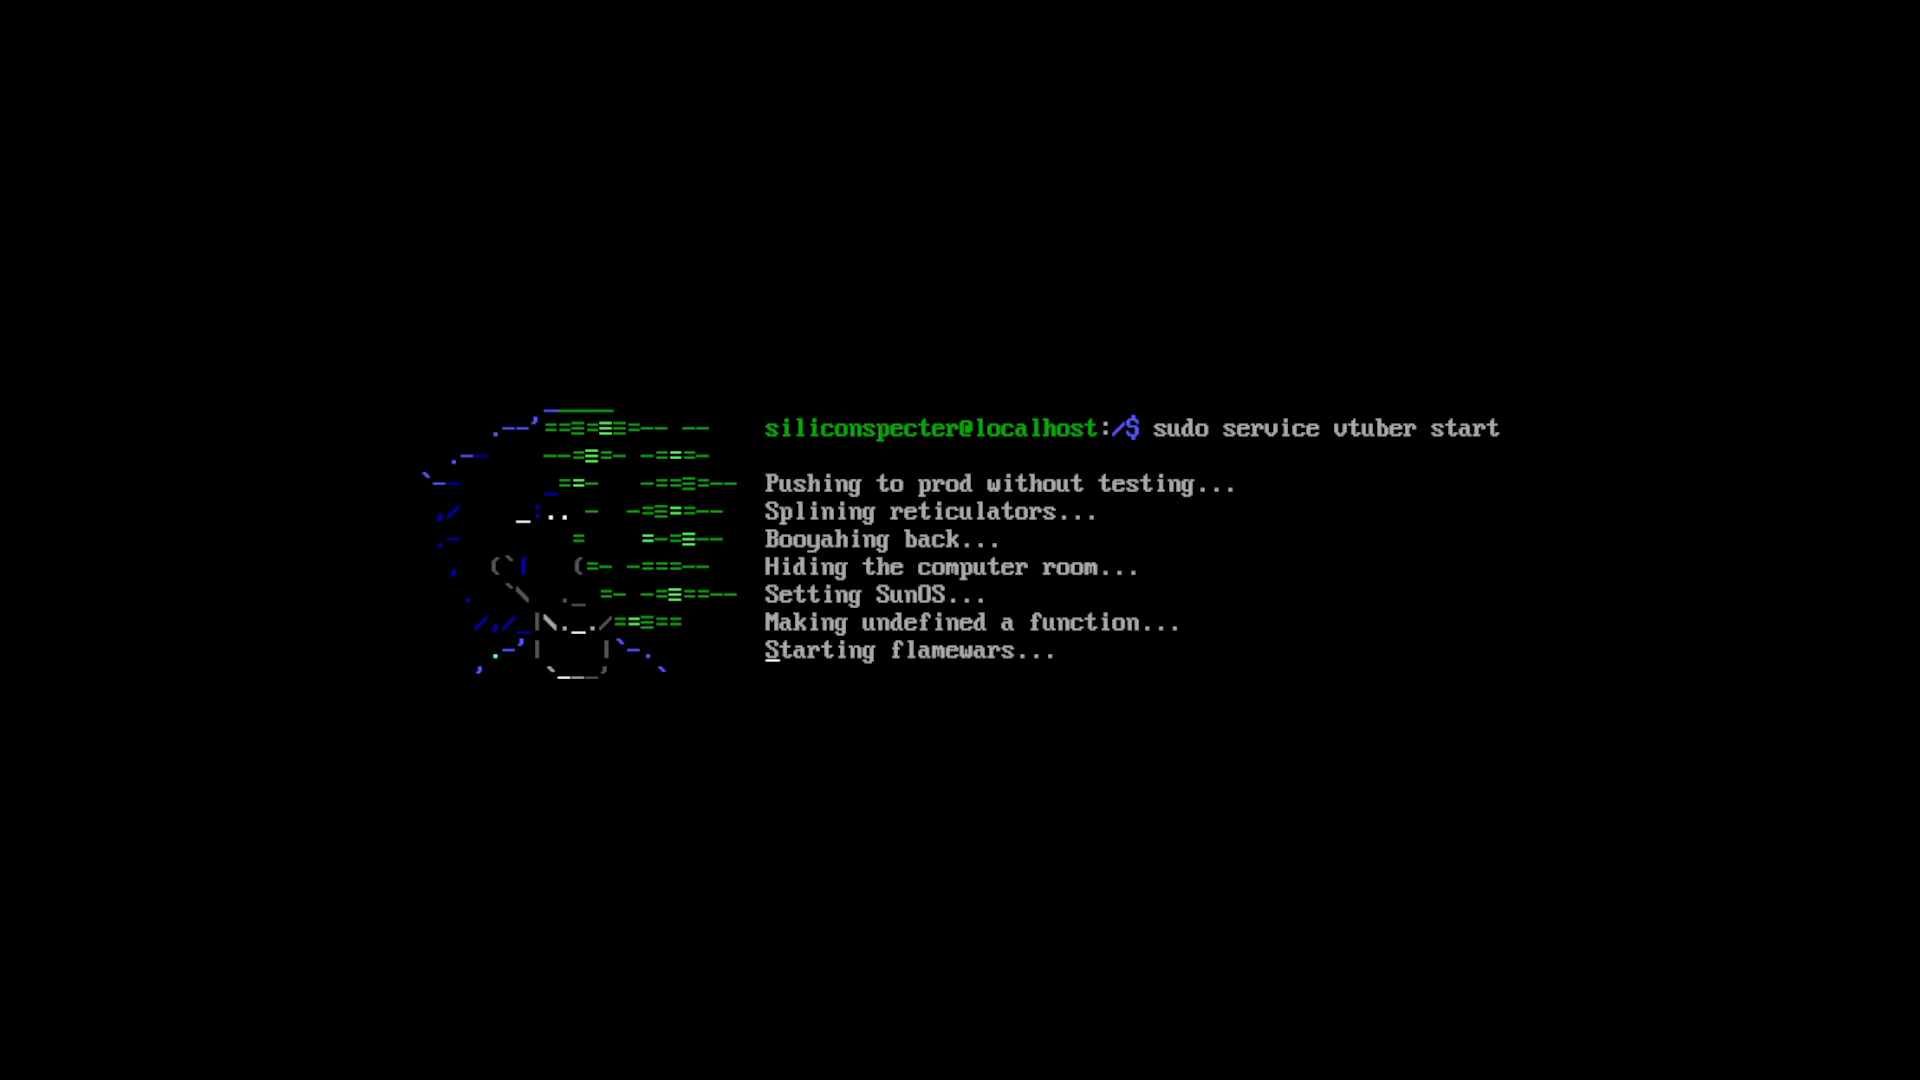 siliconspecter@localhost:/$ sudo service vtuber start
Pushing to prod without testing...
Splining reticulators...
Booyahing back...
Hiding the computer room...
Setting SunOS...
Making undefined a function...
Starting flamewars...